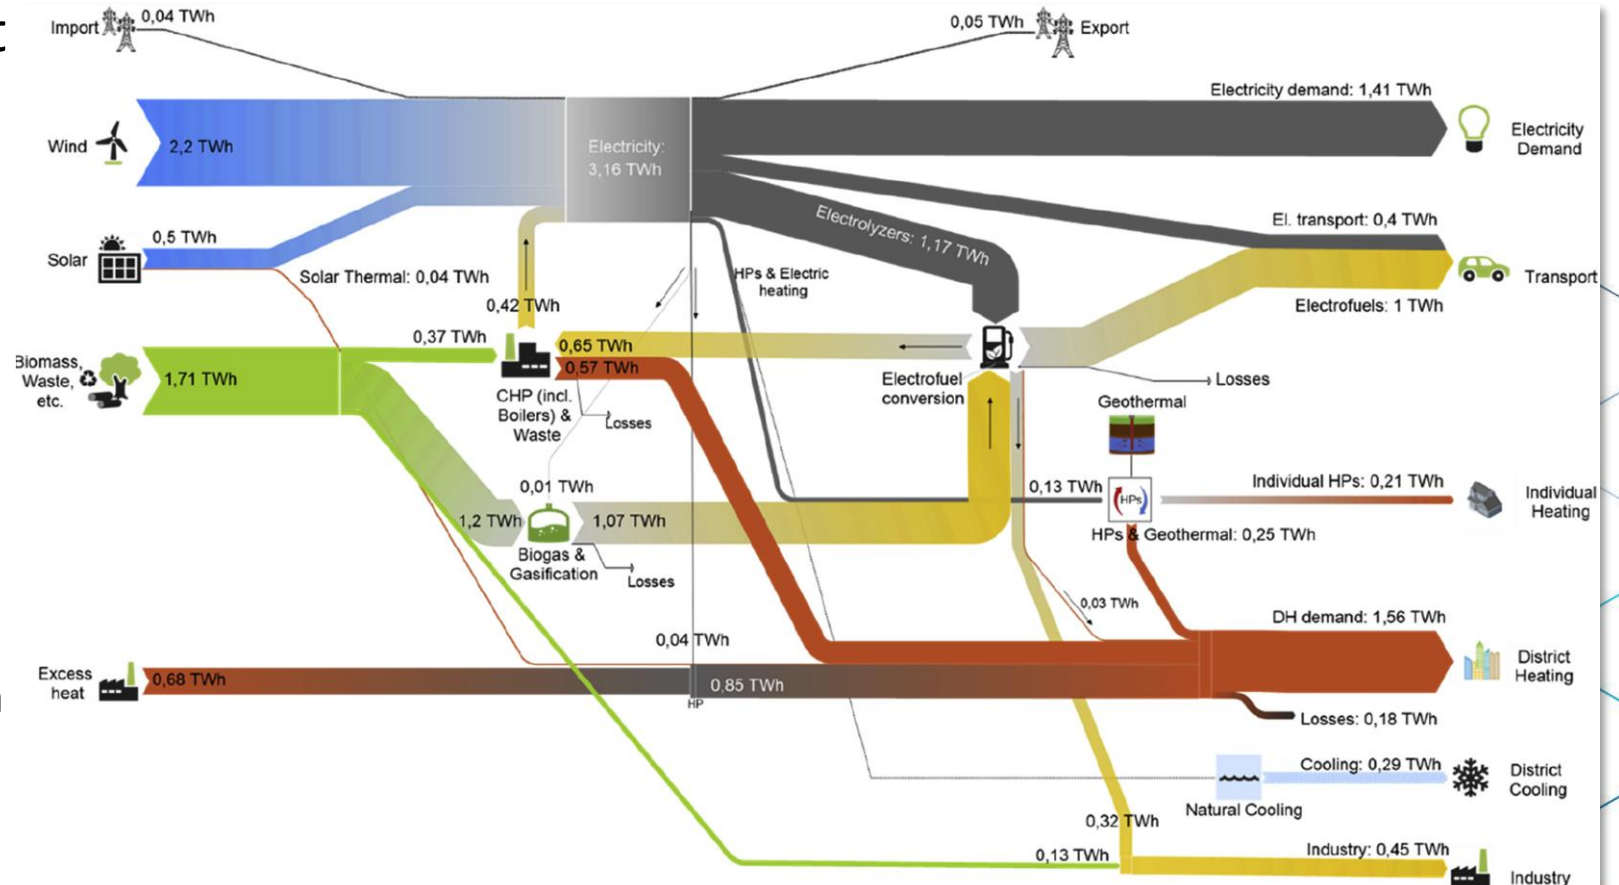 t
Import
0,04 TWh
0,05 TWh
Export
Electricity demand: 1,41 TWh
Wind
2,2 TWh
Electricity:
3,16 TWh
Electricity
Demand
Electrolyzers: 1,17 TWh
El. transport: 0,4 TWh
Solar
0,5 TWh
Solar Thermal: 0,04 TWh
HPs & Electric
heating
Transport
Electrofuels: 1 TWh
0,42 TWh
0,37 TWh
0,65 TWh
0,57 TWh
Biomass,
Waste,
etc.
1,71 TWh
CHP (incl.
Boilers) &
Waste
Losses
Electrofuel
conversion
Losses
Geothermal
0,01 TWh
0,13 TWh
HPs
Individual HPs: 0,21 TWh
Individual
Heating
1,2 TWh
1,07 TWh
HPs & Geothermal: 0,25 TWh
Biogas &
Gasification
Losses
0,03 TWh
DH demand: 1,56 TWh
0,04 TWh
Excess
heat
0,68 TWh
0,85 TWh
HP
District
Heating
Losses: 0,18 TWh
Cooling: 0,29 TWh
District
Cooling
Natural Cooling
0,32 TWh
0,13 TWh
Industry: 0,45 TWh
Industry